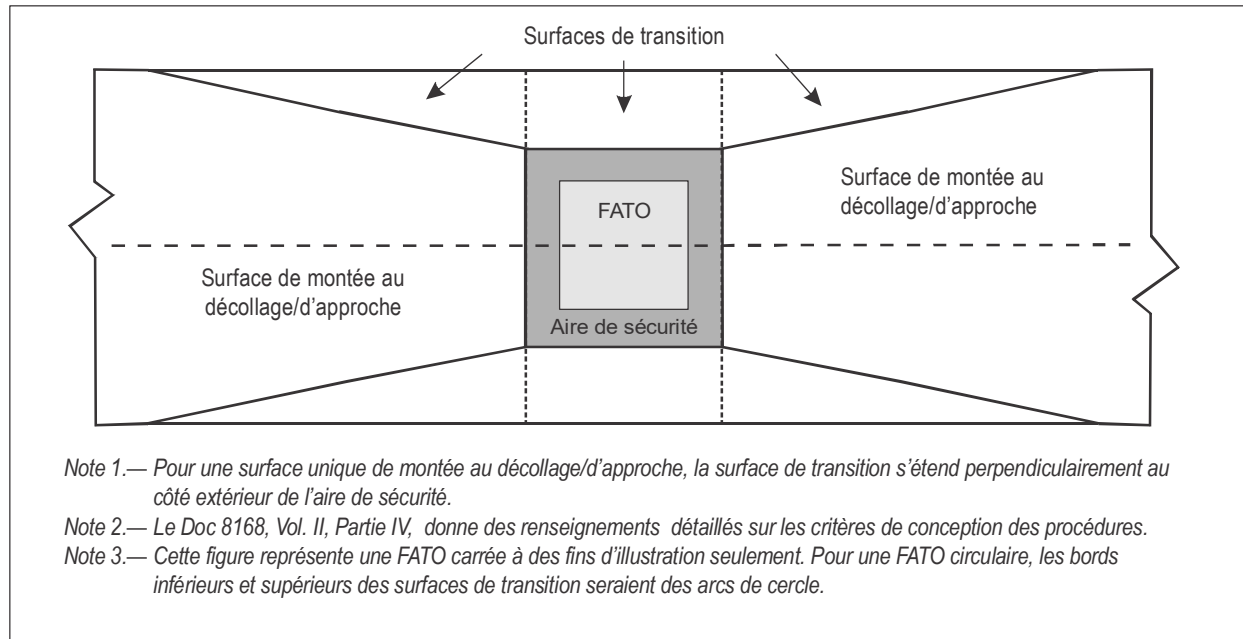 Surfaces de transition
Surface de montée au
décollage/d’approche
FATO
Surface de montée au
décollage/d’approche
Aire de sécurité
Note 1.— Pour une surface unique de montée au décollage/d’approche, la surface de transition s’étend perpendiculairement au
côté extérieur de l’aire de sécurité.
Note 2.— Le Doc 8168, Vol. II, Partie IV, donne des renseignements détaillés sur les critères de conception des procédures.
Note 3.— Cette figure représente une FATO carrée à des fins d’illustration seulement. Pour une FATO circulaire, les bords
inférieurs et supérieurs des surfaces de transition seraient des arcs de cercle.